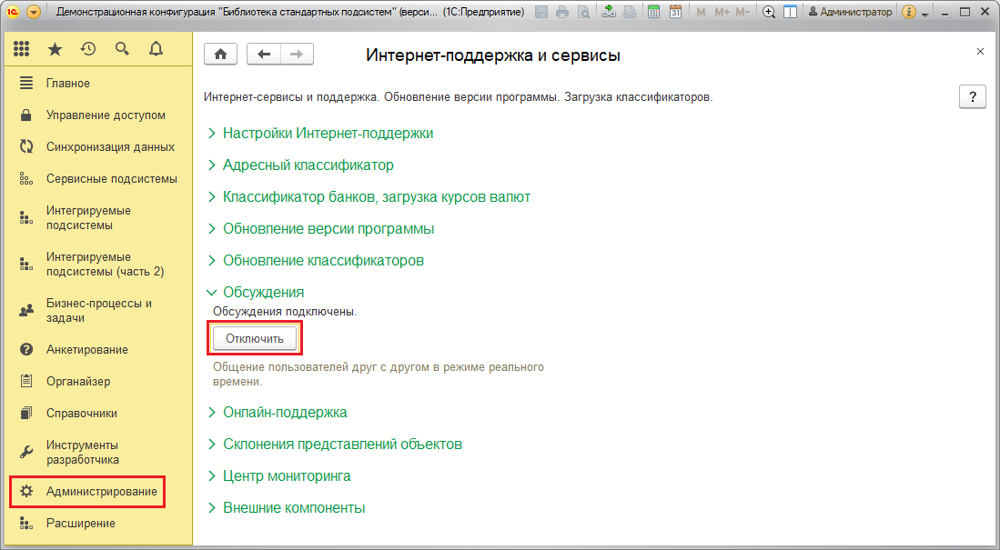 Демонстрационная конфигурация "Библиотека стандартных подсистем" (верси... (1С:Предприятие)
31
M M+ M-
Администратор
Интернет-поддержка и сервисы
Интернет-сервисы и поддержка. Обновление версии программы. Загрузка классификаторов.
?
Главное
Управление доступом
Синхронизация данных
Сервисные подсистемы
Интегрируемые
подсистемы
Интегрируемые
подсистемы (часть 2)
Бизнес-процессы и
задачи
Анкетирование
Органайзер
Справочники
Инструменты
разработчика
Администрирование
Расширение
Настройки Интернет-поддержки
Адресный классификатор
Классификатор банков, загрузка курсов валют
Обновление версии программы
Обновление классификаторов
Обсуждения
Обсуждения подключены.
Отключить
Общение пользователей друг с другом в режиме реального
времени.
Онлайн-поддержка
Склонения представлений объектов
Центр мониторинга
Внешние компоненты